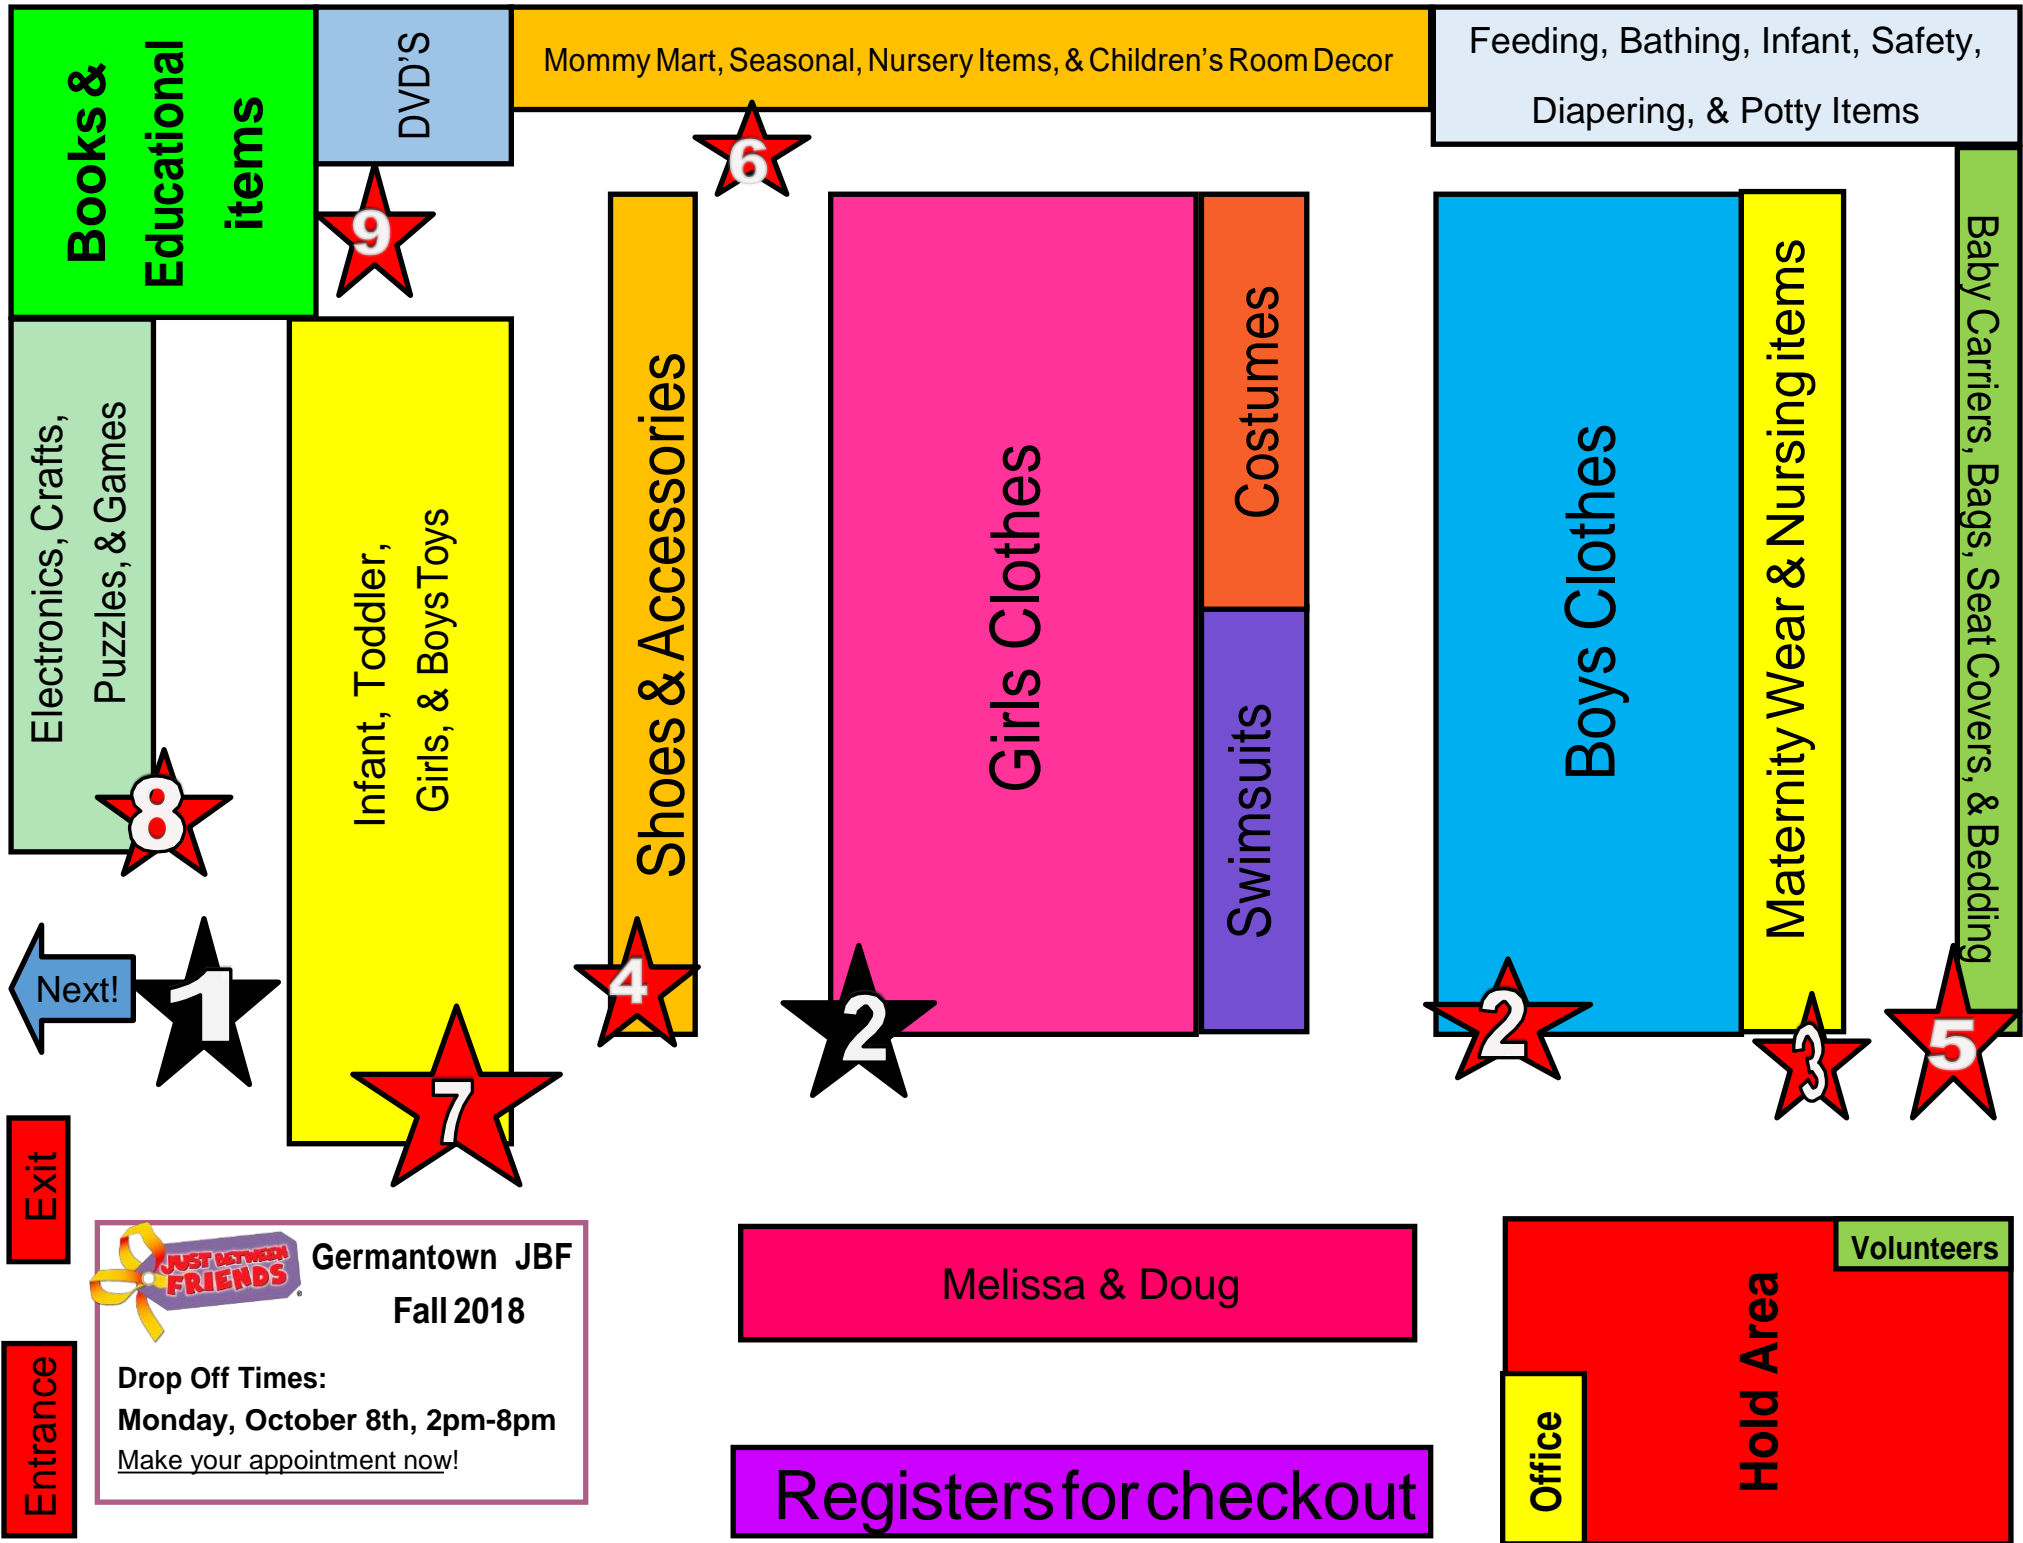 Books &
Educational
items
DVD'S
Mommy Mart, Seasonal, Nursery Items, & Children's Room Decor
Feeding, Bathing, Infant, Safety,
Diapering, & Potty Items
6
9
Electronics, Crafts,
Puzzles, & Games
8
Infant, Toddler,
Girls, & Boys Toys
7
Shoes & Accessories
4
Girls Clothes
2
Costumes
Swimsuits
Boys Clothes
2
Maternity Wear & Nursing items
3
Baby Carriers, Bags, Seat Covers, & Bedding
5
Next!
1
Exit
Entrance
JUST BETWEEN
FRIENDS
®
Germantown JBF
Fall 2018
Drop Off Times:
Monday, October 8th, 2pm-8pm
Make your appointment now!
Melissa & Doug
Registers for checkout
Volunteers
Hold Area
Office